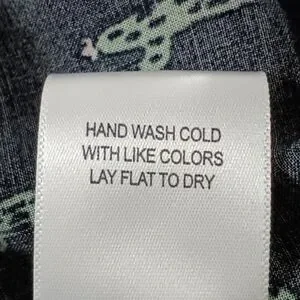 HAND WASH COLD
WITH LIKE COLORS
LAY FLAT TO DRY